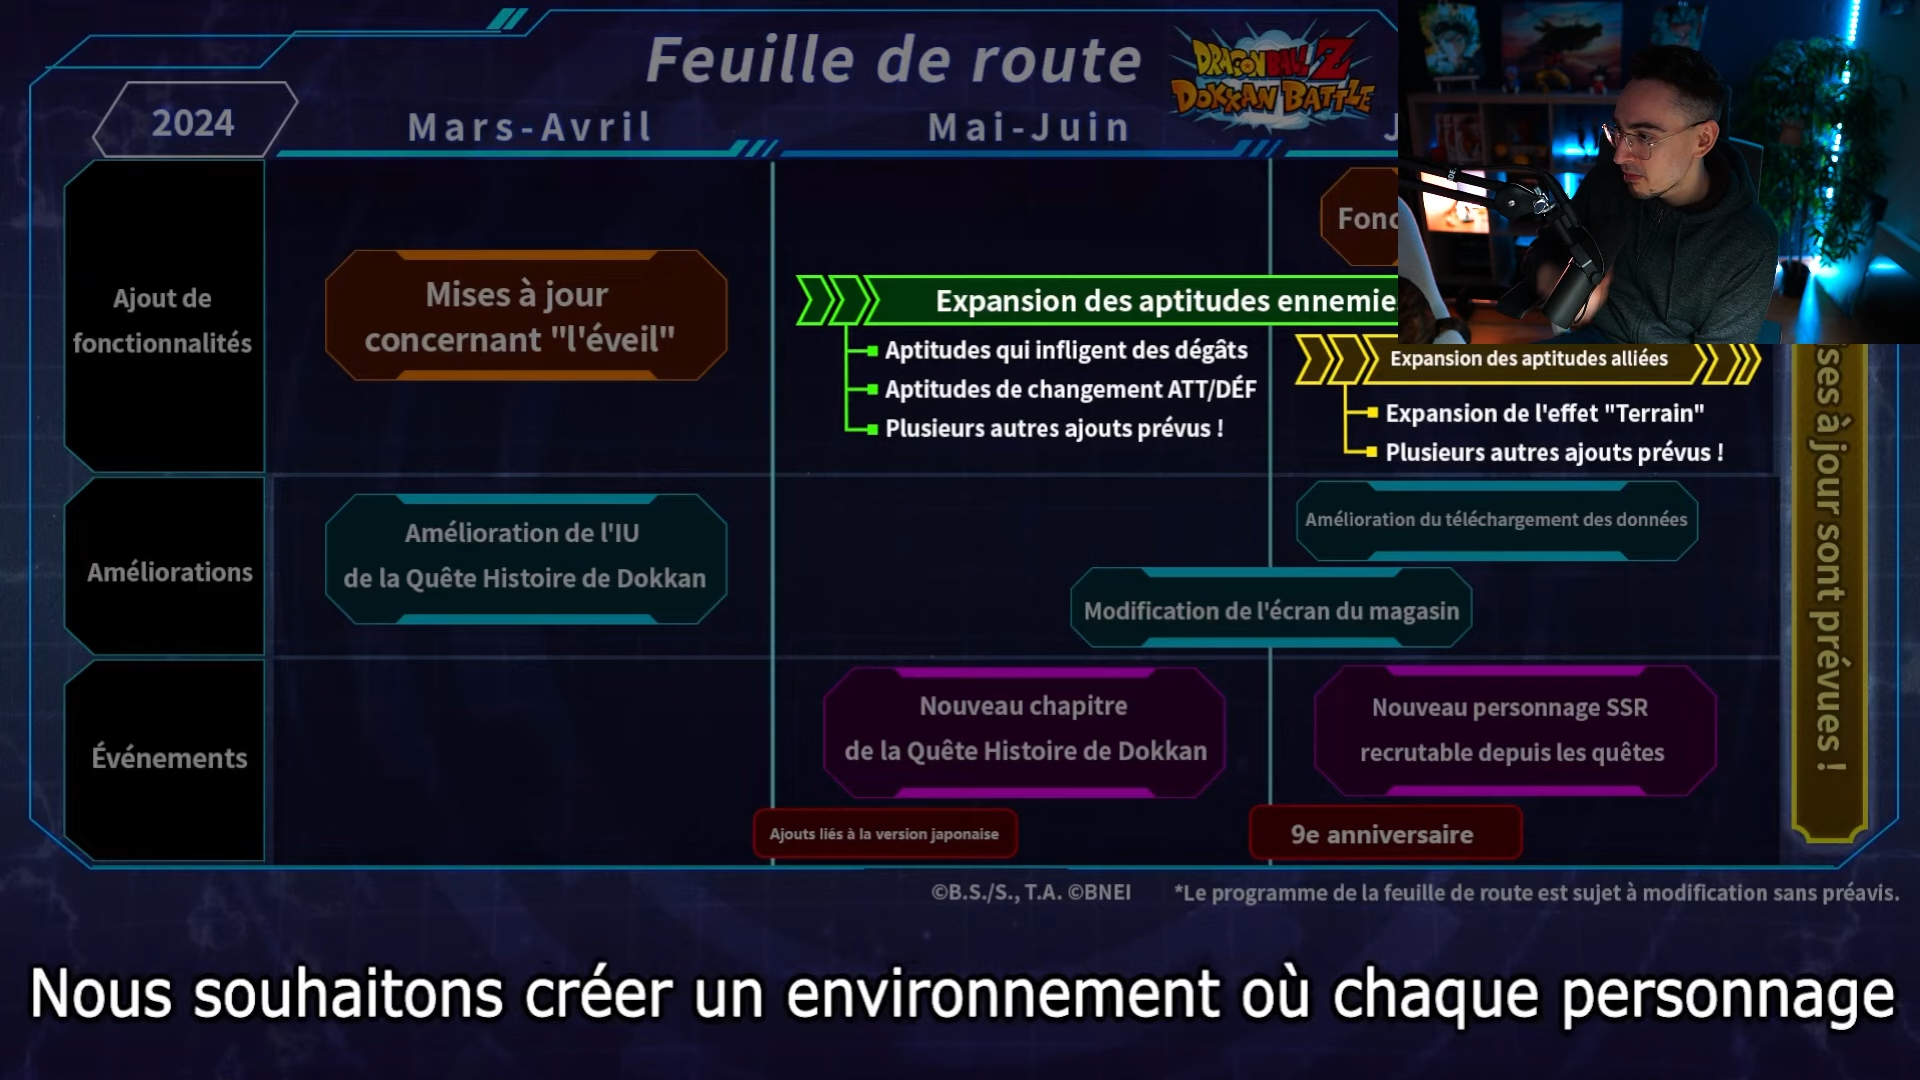 Feuille de route
DRAGON BALL Z
DOKKAN BATTLE
2024
Mars-Avril
Mai-Juin
J
Ajout de
fonctionnalités
Mises à jour
concernant "l'éveil"
Fonc
Expansion des aptitudes ennemies
Aptitudes qui infligent des dégâts
Aptitudes de changement ATT/DÉF
Plusieurs autres ajouts prévus !
Expansion des aptitudes alliées
Expansion de l'effet "Terrain"
Plusieurs autres ajouts prévus !
ses à jour sont prévues !
Améliorations
Amélioration de l'IU
de la Quête Histoire de Dokkan
Amélioration du téléchargement des données
Modification de l'écran du magasin
Événements
Nouveau chapitre
de la Quête Histoire de Dokkan
Nouveau personnage SSR
recrutable depuis les quêtes
Ajouts liés à la version japonaise
9e anniversaire
©B.S./S., T.A. ©BNEI
*Le programme de la feuille de route est sujet à modification sans préavis.
Nous souhaitons créer un environnement où chaque personnage